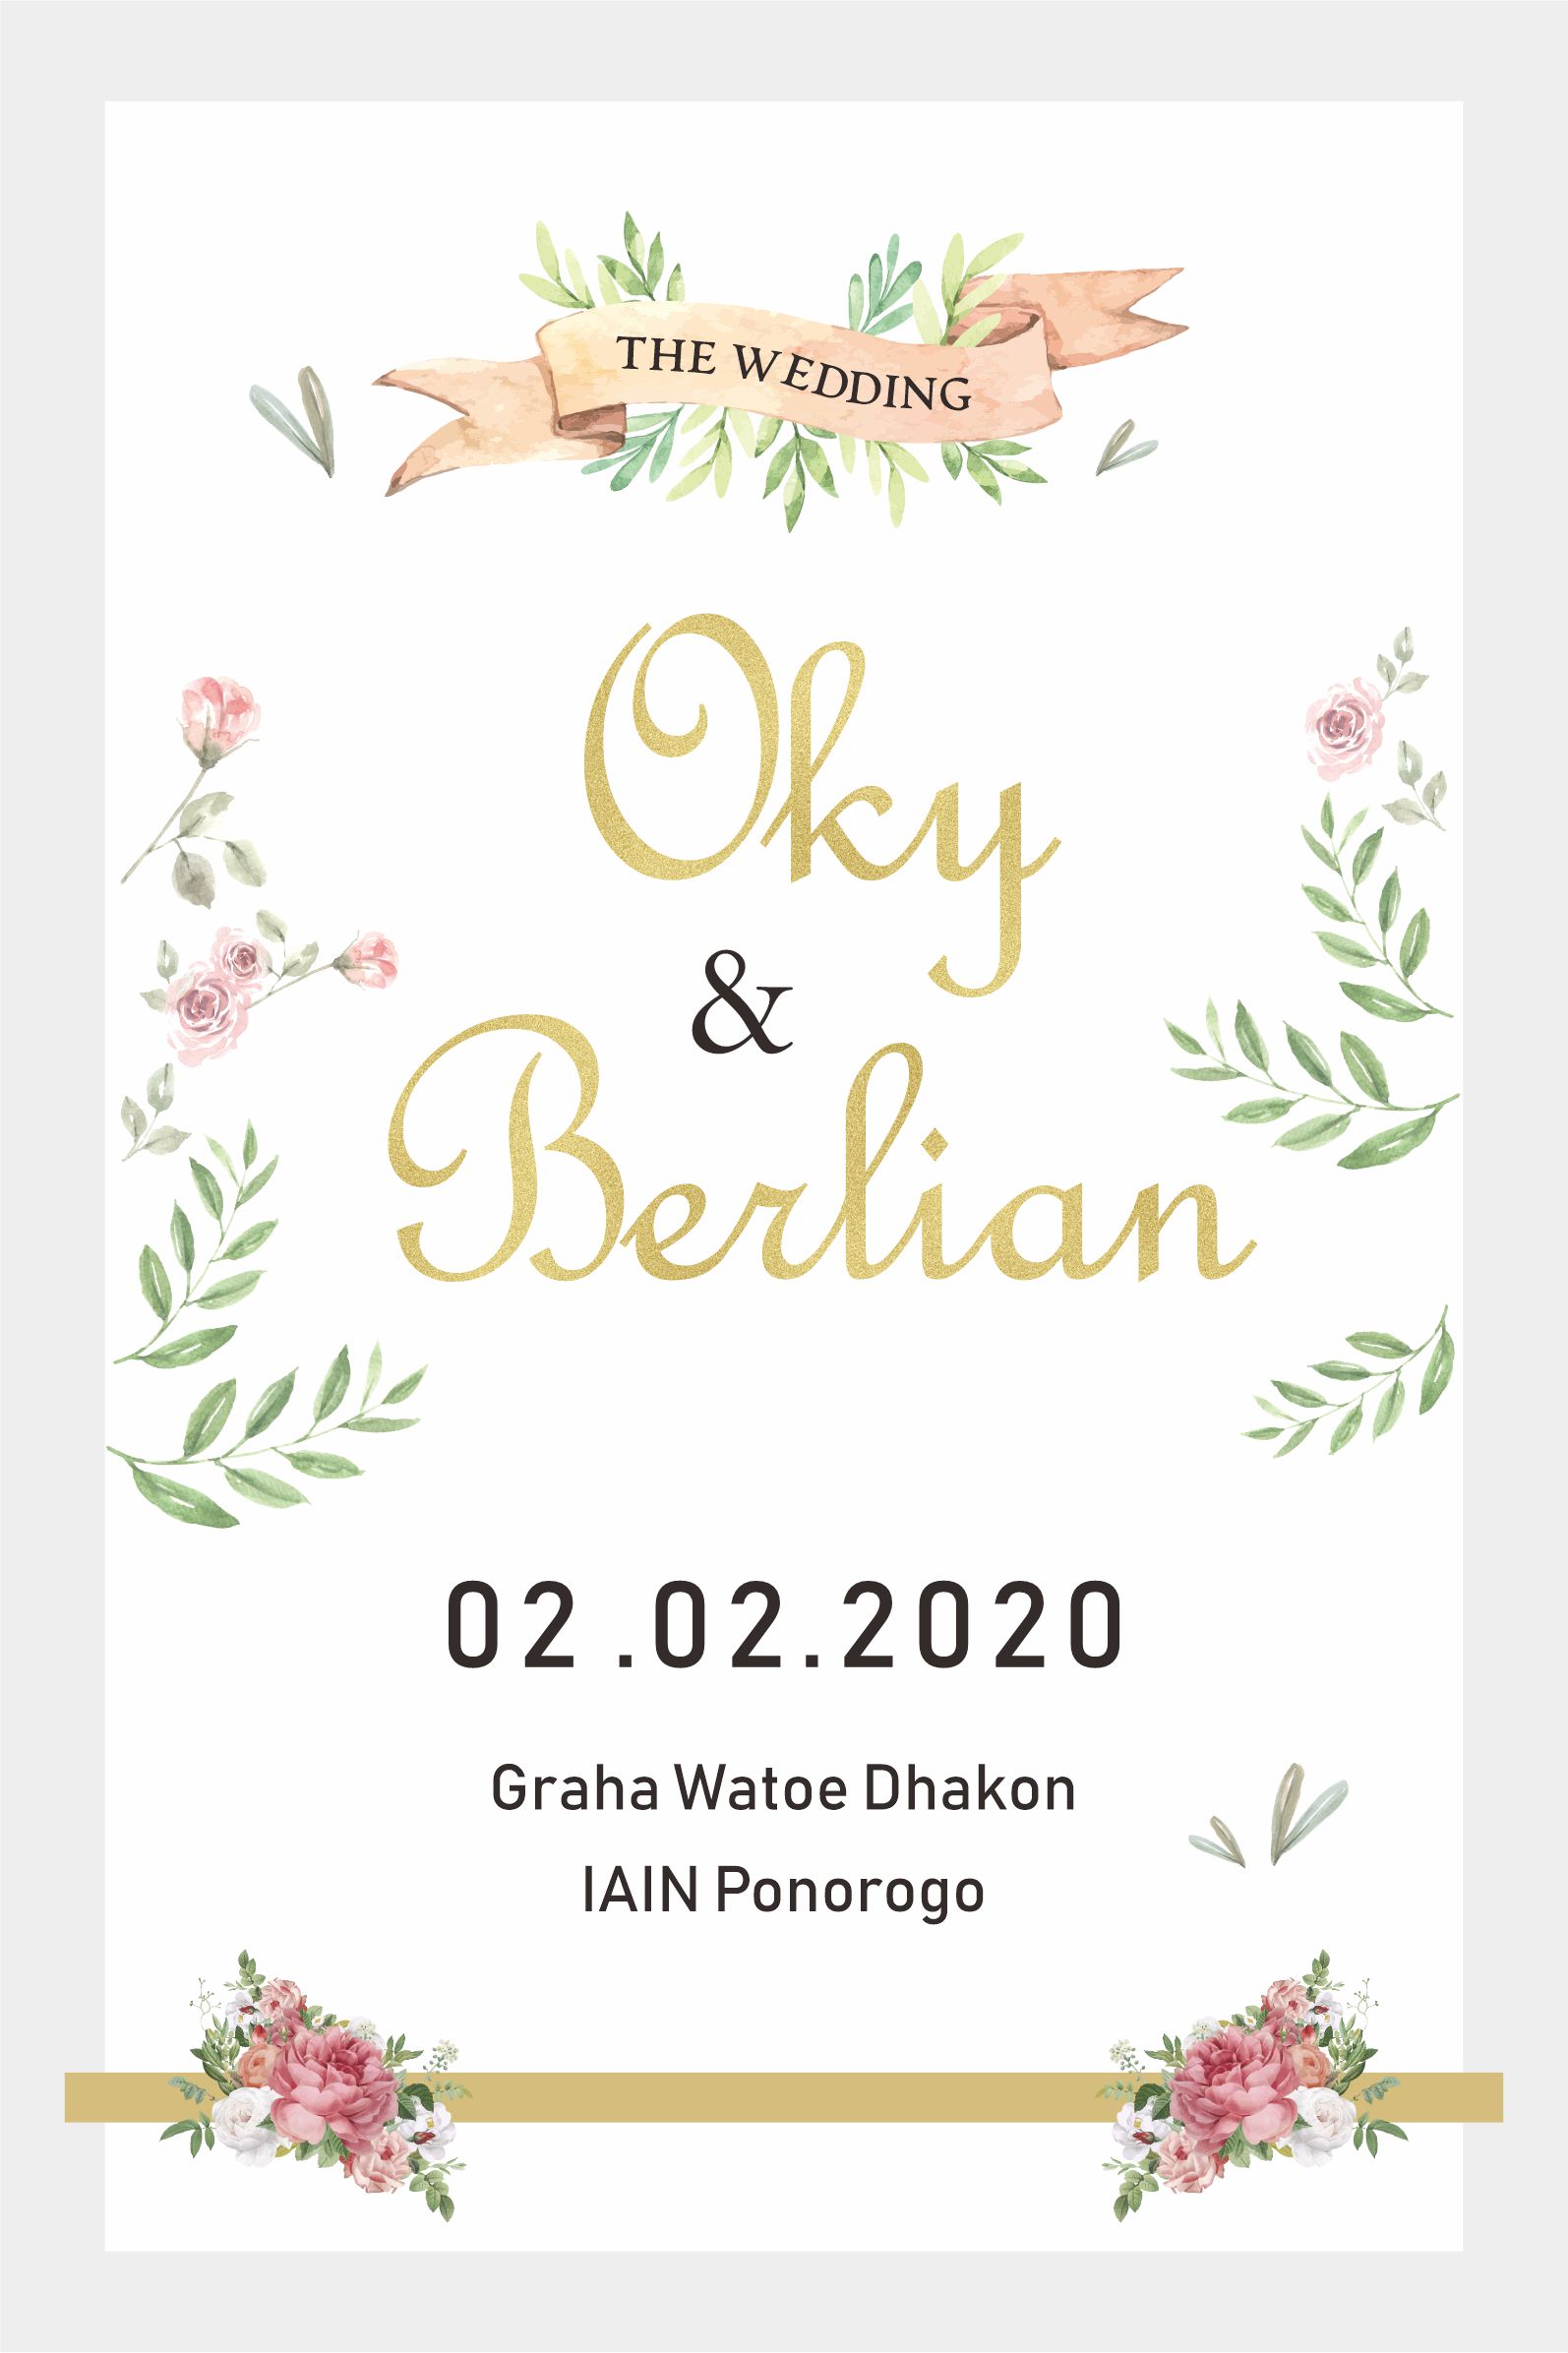 THE WEDDING
Oky
&
Berlian
02 .02.2020
Graha Watoe Dhakon
IAIN Ponorogo